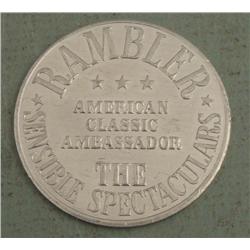 RAMBLER
★ ★ ★
AMERICAN
CLASSIC
AMBASSADOR
THE
★ SENSIBLE SPECTACULARS ★